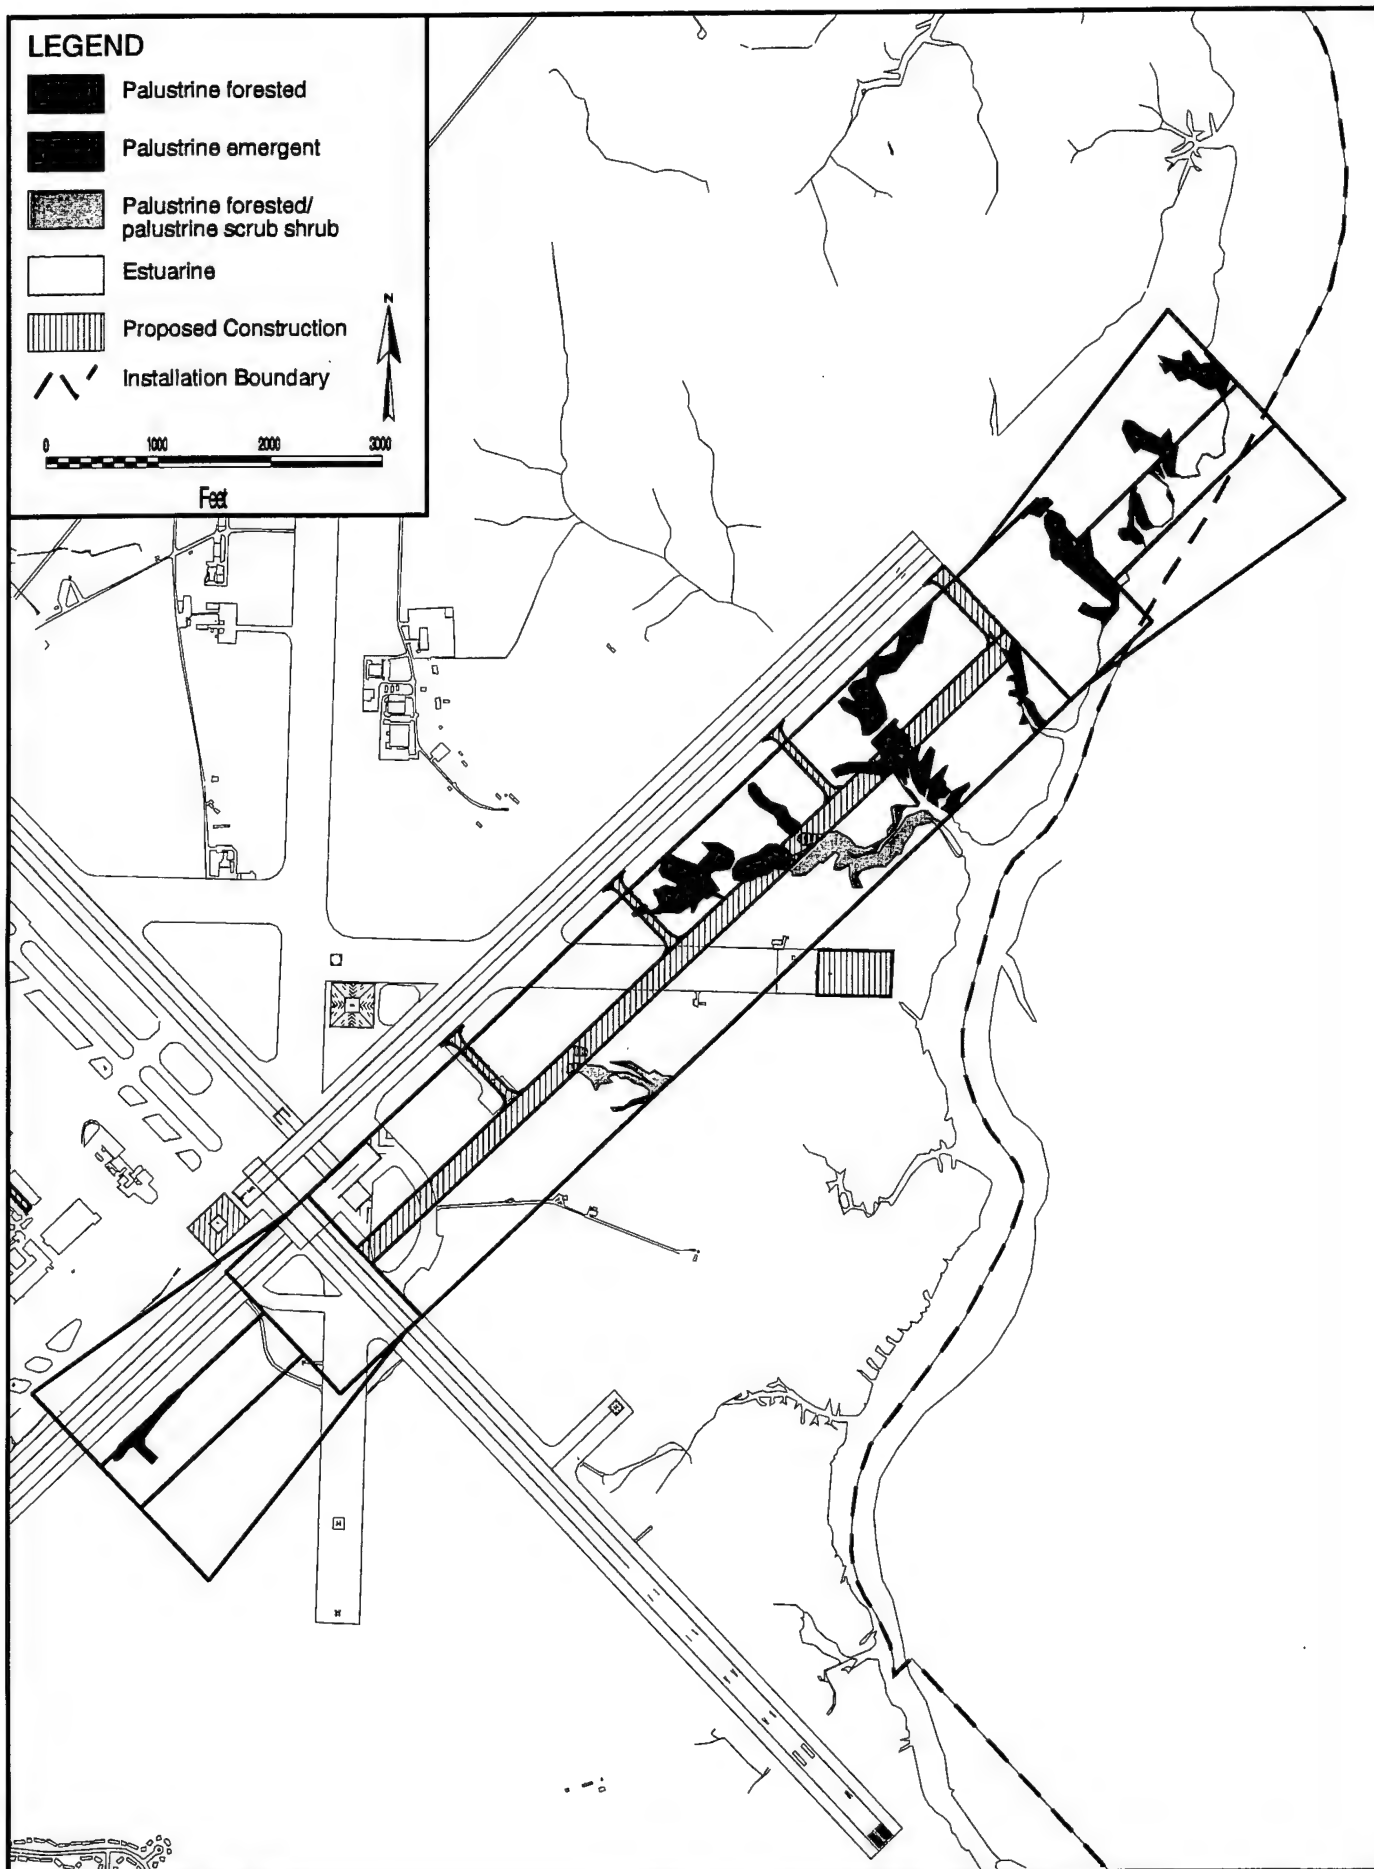 LEGEND
Palustrine forested
Palustrine emergent
Palustrine forested/
palustrine scrub shrub
Estuarine
Proposed Construction
Installation Boundary
N
0 1000 2000 3000
Feet